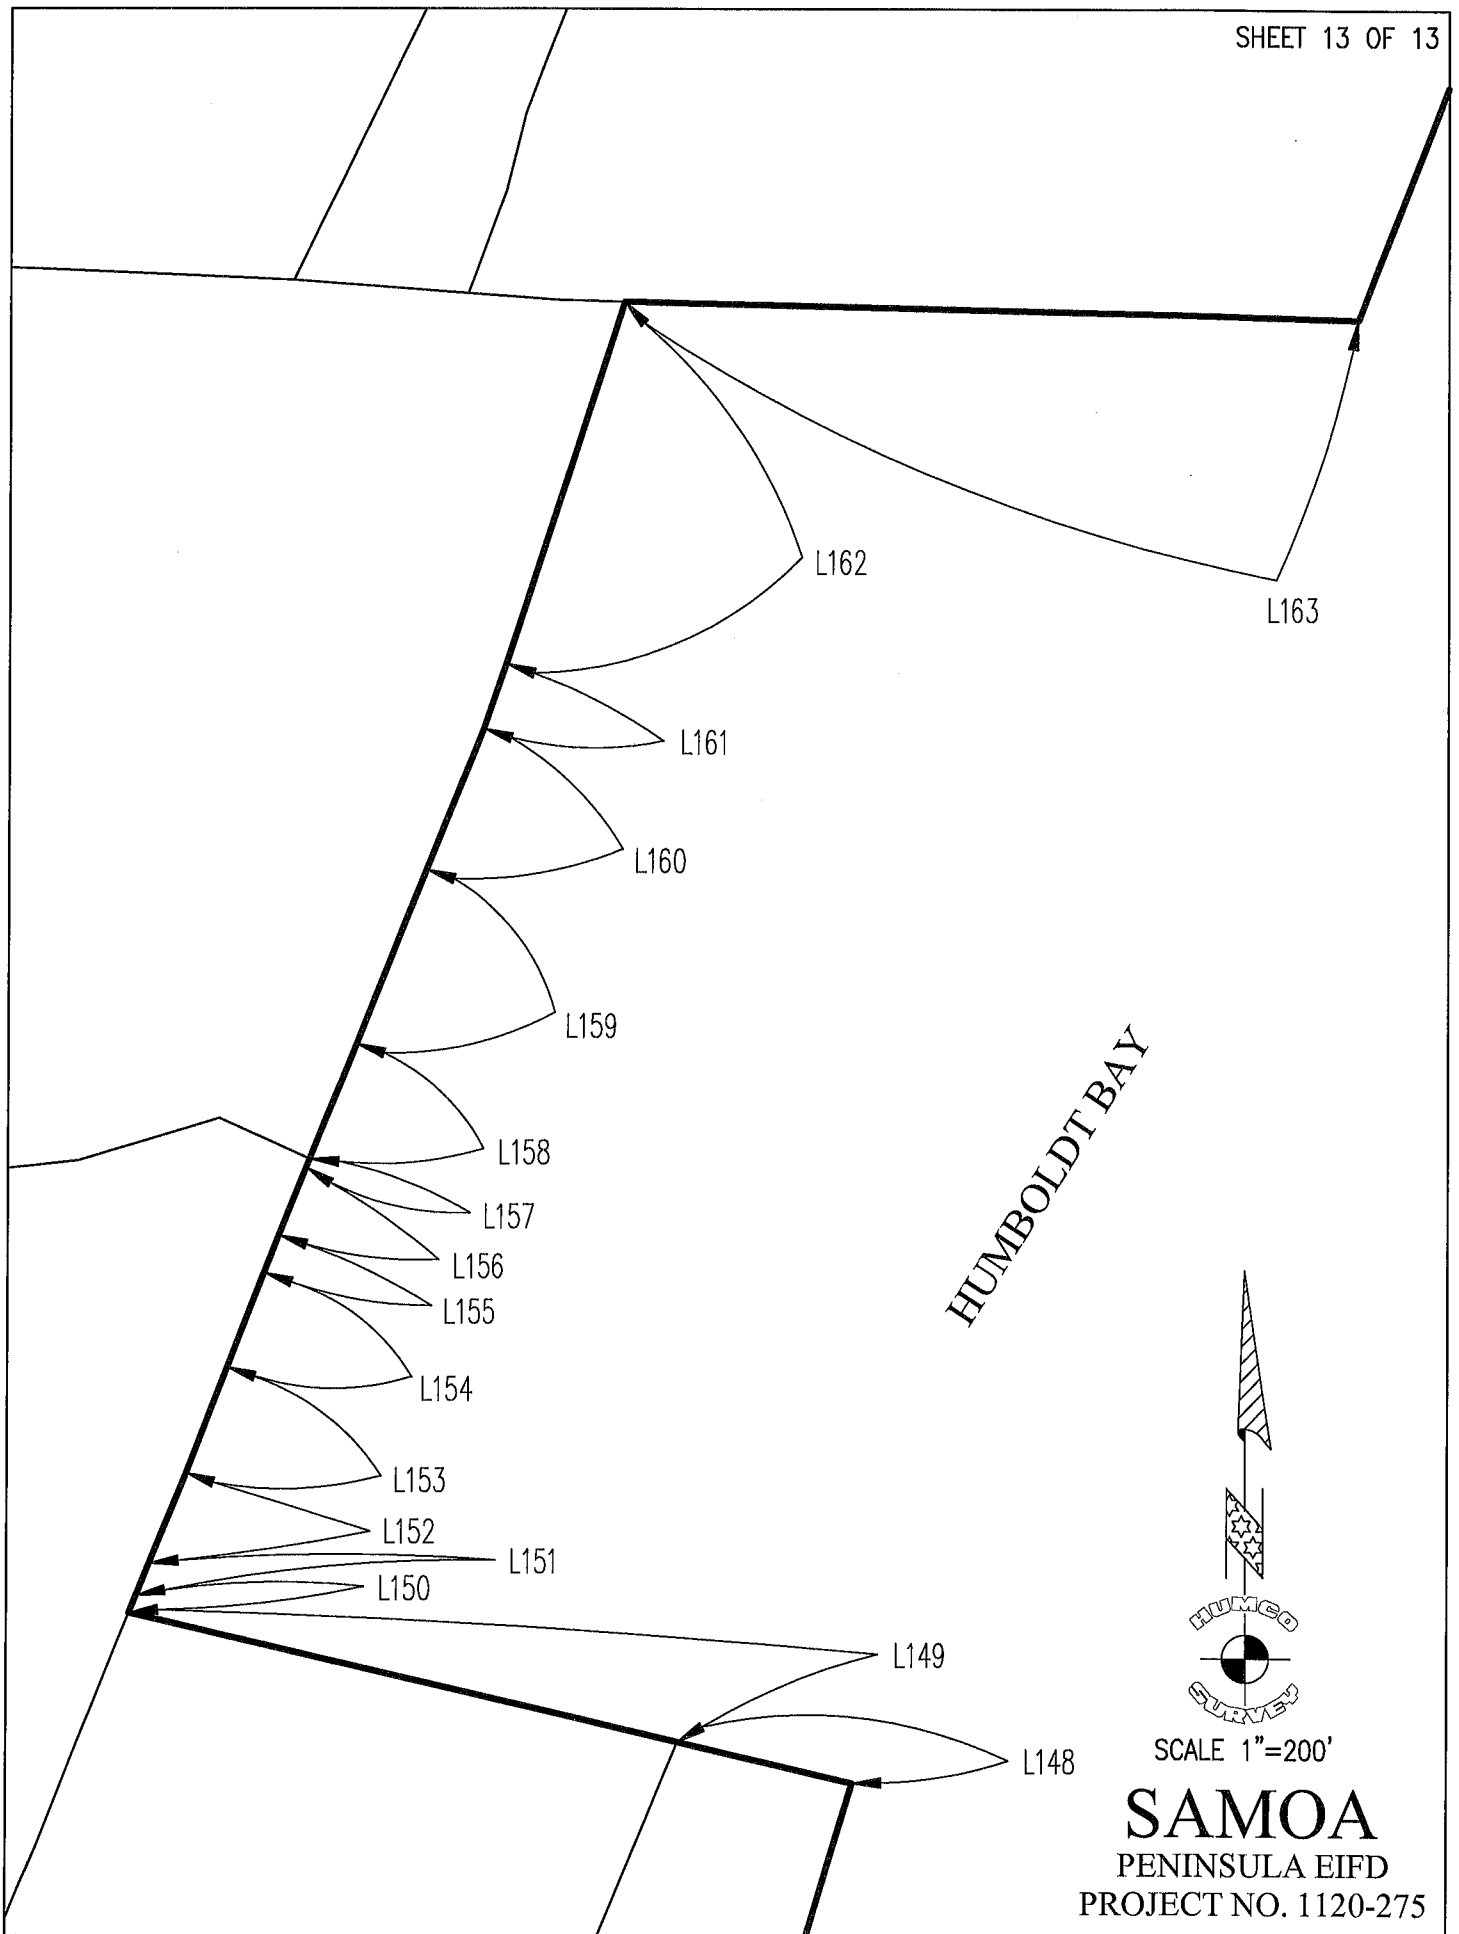 SHEET 13 OF 13
L162
L163
L161
L160
L159
HUMBOLDT BAY
L158
L157
L156
L155
L154
L153
L152
L151
L150
L149
L148
HUMCO
SURVEY
SCALE 1"=200'
SAMOA
PENINSULA EIFD
PROJECT NO. 1120-275